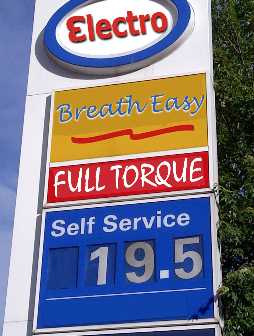 Electro
Breath Easy
FULL TORQUE
Self Service
19.5